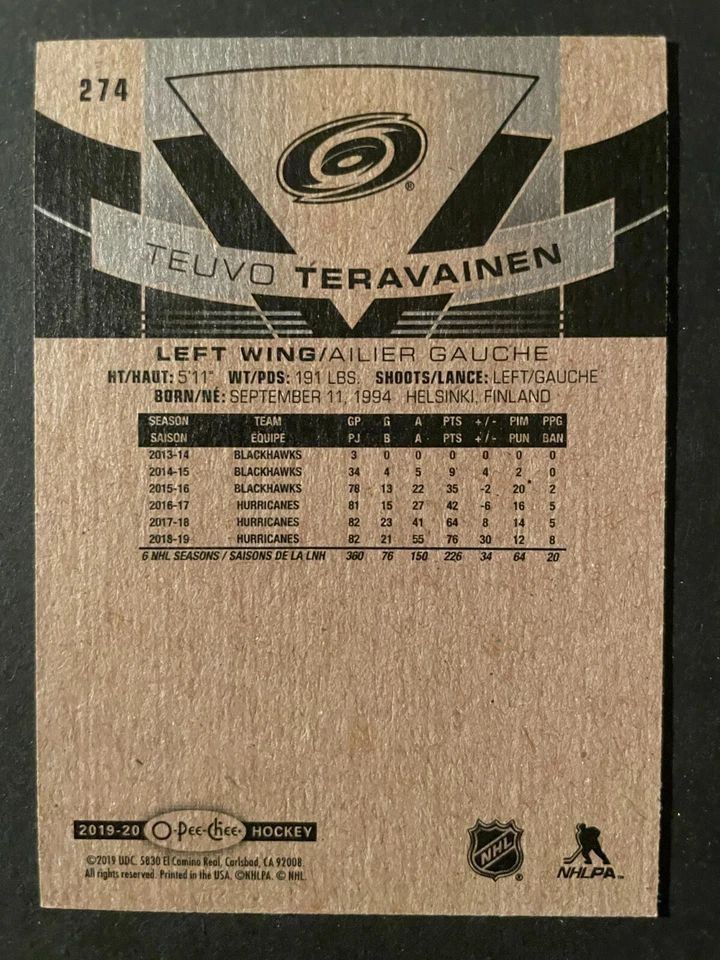 274
®
TEUVO TERAVAINEN
LEFT WING/AILIER GAUCHE
HT/HAUT: 5'11" WT/PDS: 191 LBS. SHOOTS/LANCE: LEFT/GAUCHE
BORN/NÉ: SEPTEMBER 11, 1994 HELSINKI, FINLAND
SEASON TEAM GP G A PTS +/- PIM PPG
SAISON ÉQUIPE PJ B A PTS +/- PUN BAN
2013-14 BLACKHAWKS 3 0 0 0 0 0 0
2014-15 BLACKHAWKS 34 4 5 9 4 2 0
2015-16 BLACKHAWKS 78 13 22 35 -2 20 2
2016-17 HURRICANES 81 15 27 42 -6 16 5
2017-18 HURRICANES 82 23 41 64 8 14 5
2018-19 HURRICANES 82 21 55 76 30 12 8
6 NHL SEASONS / SAISONS DE LA LNH 360 76 150 226 34 64 20
2019-20 O-Pee-Chee HOCKEY
©2019 UDC. 5830 El Camino Real, Carlsbad, CA 92008.
All rights reserved. Printed in the USA. ©NHLPA. © NHL.
NHL ®
NHLPA™